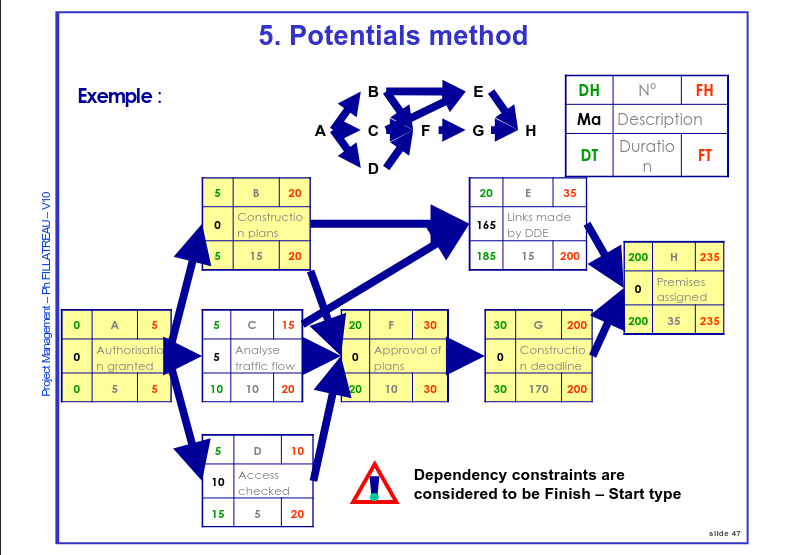 5. Potentials method
Exemple :
B E
A C F G H
D
DH N° FH
Ma Description
DT Duratio
n FT
Project Management – Ph FILLATREAU – V10
5 B 20
0 Constructio
n plans
5 15 20
20 E 35
165 Links made
by DDE
185 15 200
200 H 235
0 Premises
assigned
200 35 235
0 A 5
0 Authorisatio
n granted
0 5 5
5 C 15
5 Analyse
traffic flow
10 10 20
20 F 30
0 Approval of
plans
20 10 30
30 G 200
0 Constructio
n deadline
30 170 200
5 D 10
10 Access
checked
15 5 20
Dependency constraints are
considered to be Finish – Start type
slide 47